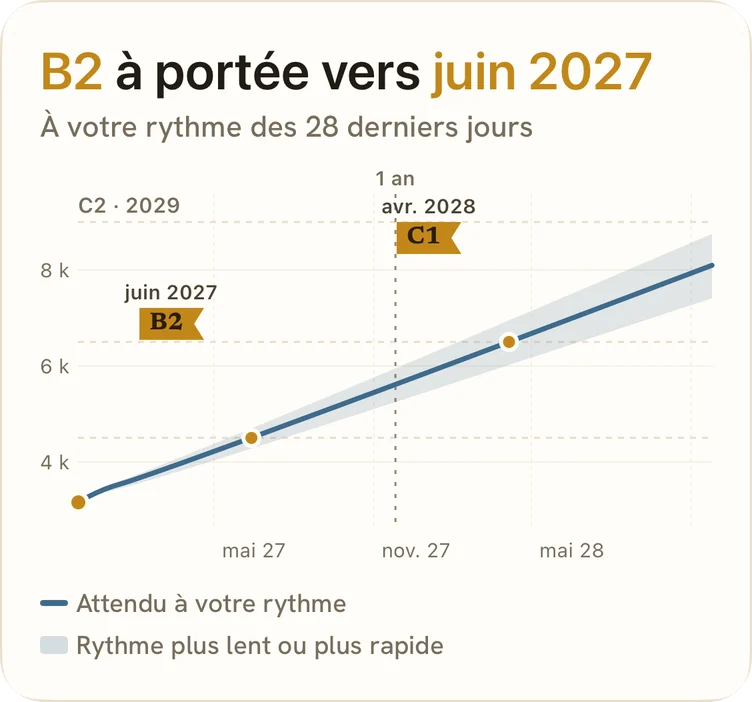 B2 à portée vers juin 2027
À votre rythme des 28 derniers jours
1 an
C2 · 2029
avr. 2028
C1
8 k
juin 2027
B2
6 k
4 k
mai 27
nov. 27
mai 28
Attendu à votre rythme
Rythme plus lent ou plus rapide